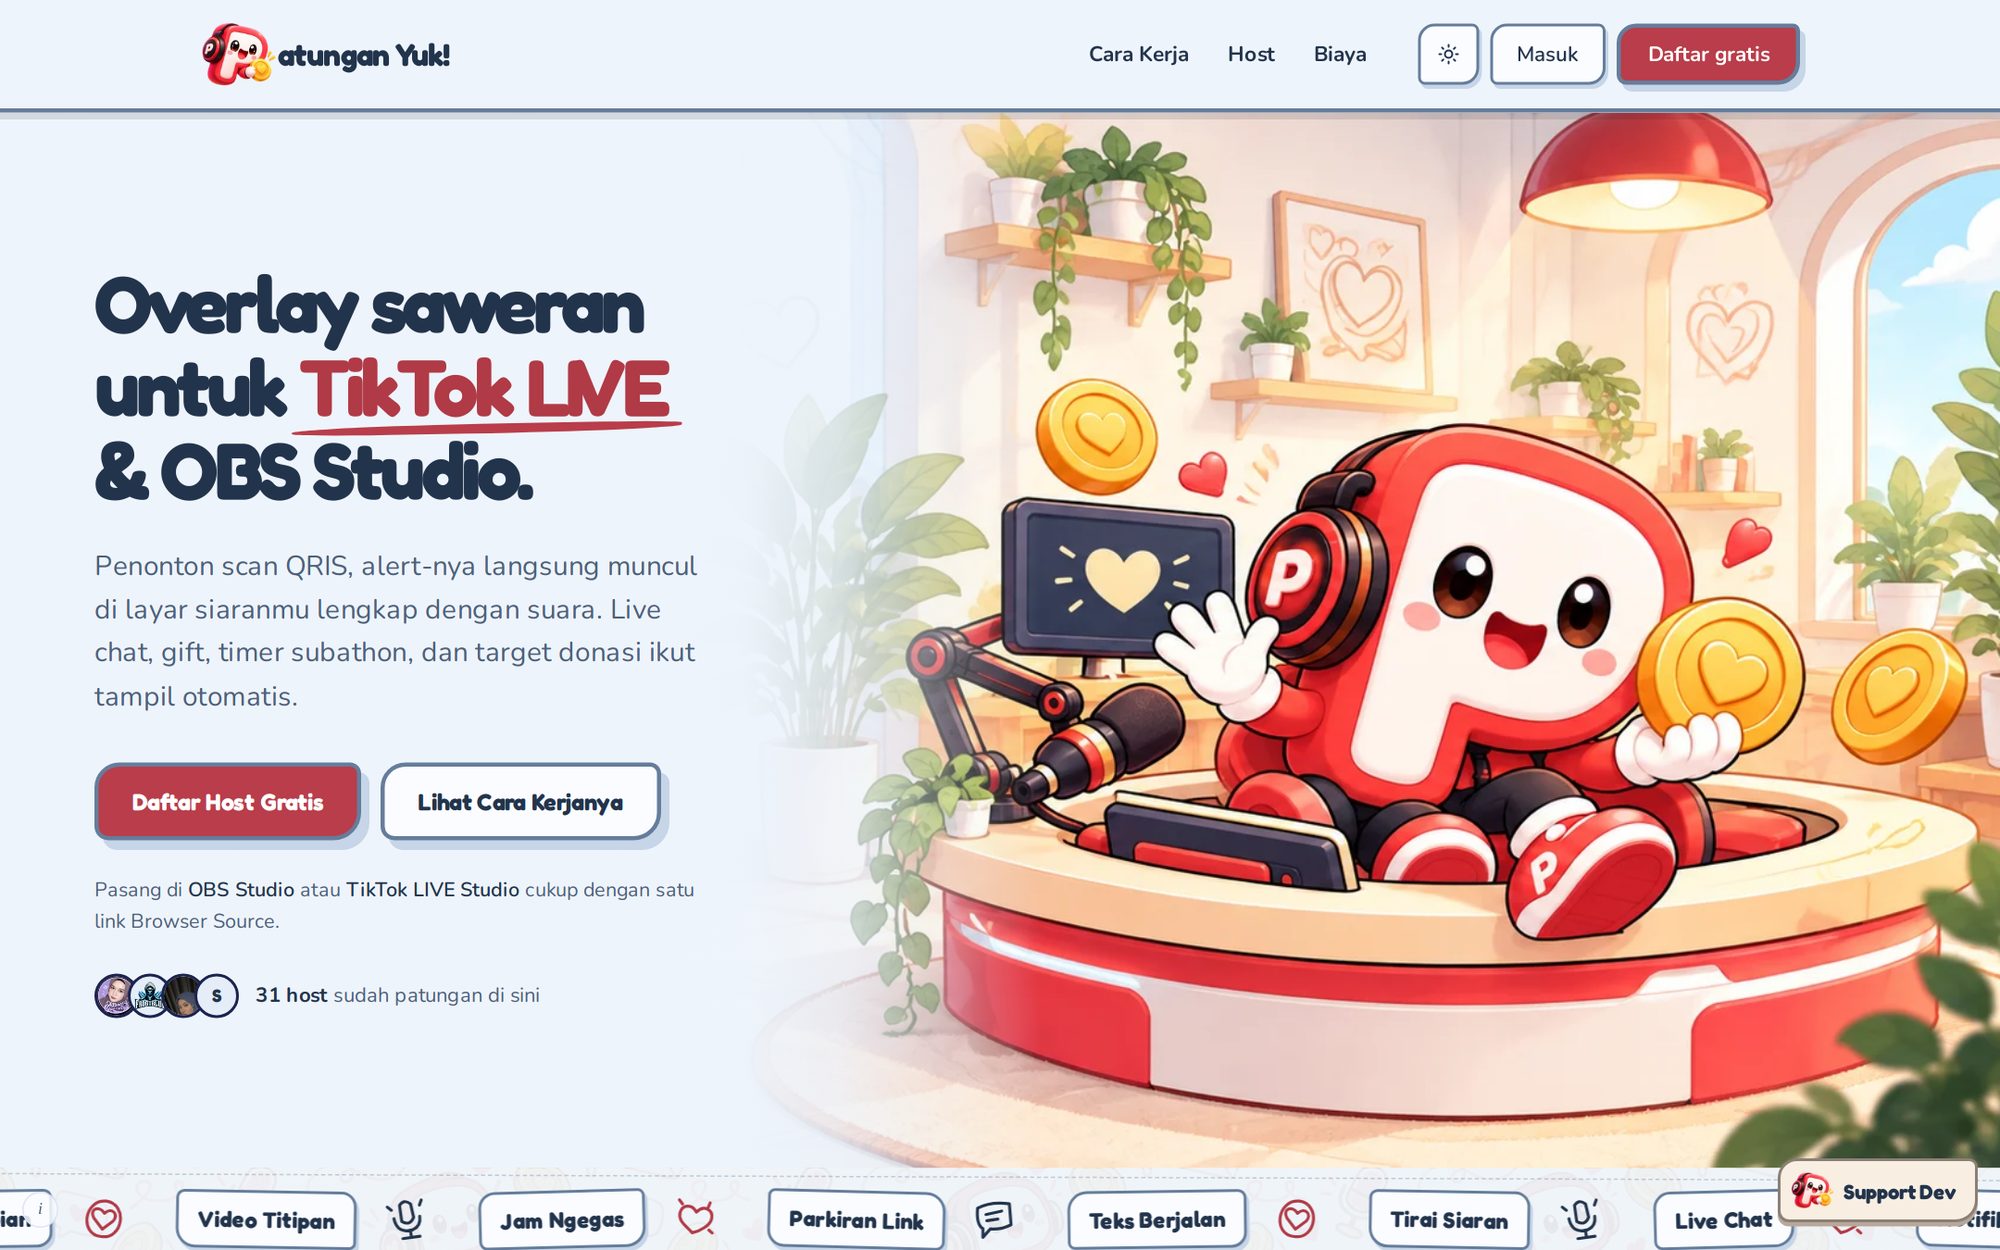 Patungan Yuk!
Cara Kerja
Host
Biaya
Masuk
Daftar gratis
Overlay saweran
untuk TikTok LIVE
& OBS Studio.
Penonton scan QRIS, alert-nya langsung muncul
di layar siaranmu lengkap dengan suara. Live
chat, gift, timer subathon, dan target donasi ikut
tampil otomatis.
Daftar Host Gratis
Lihat Cara Kerjanya
Pasang di OBS Studio atau TikTok LIVE Studio cukup dengan satu
link Browser Source.
S
31 host sudah patungan di sini
P
P
i
Video Titipan
Jam Ngegas
Parkiran Link
Teks Berjalan
Tirai Siaran
Live Chat
Support Dev